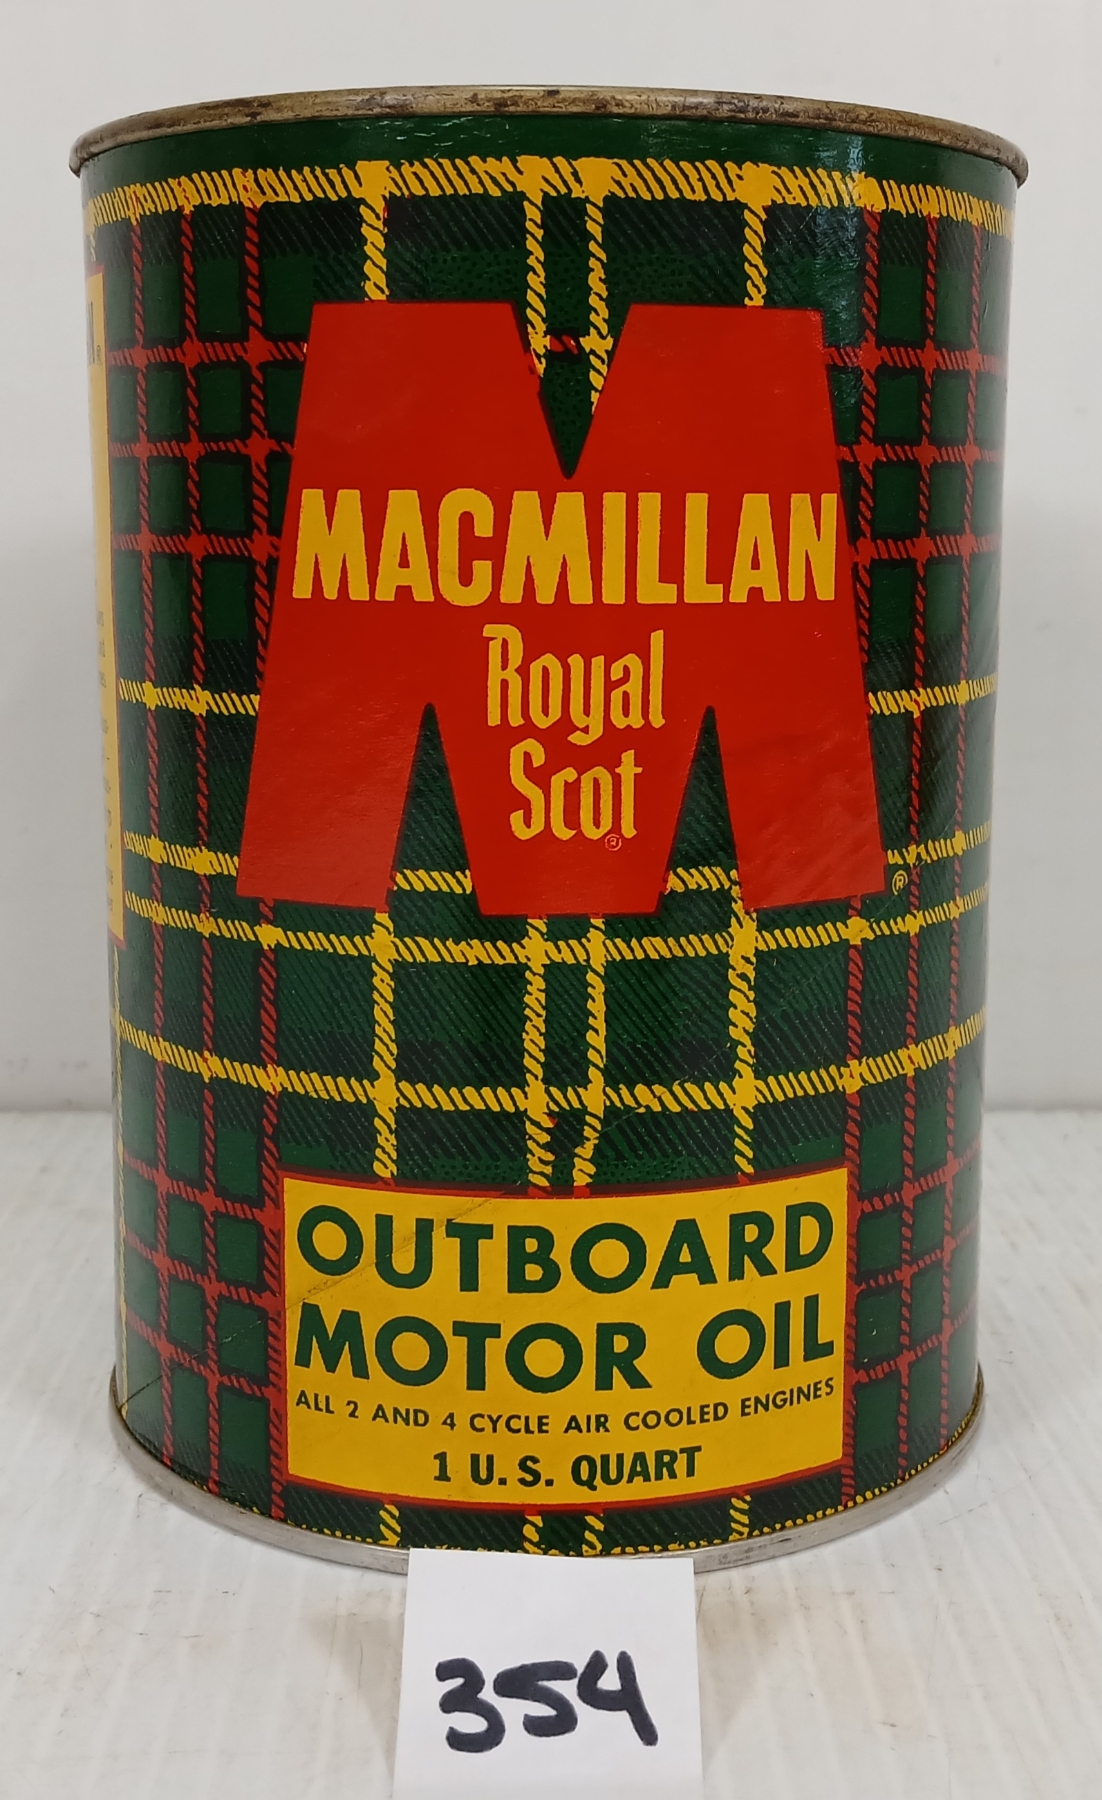 MACMILLAN
Royal
Scot
®
®
OUTBOARD
MOTOR OIL
ALL 2 AND 4 CYCLE AIR COOLED ENGINES
1 U.S. QUART
354